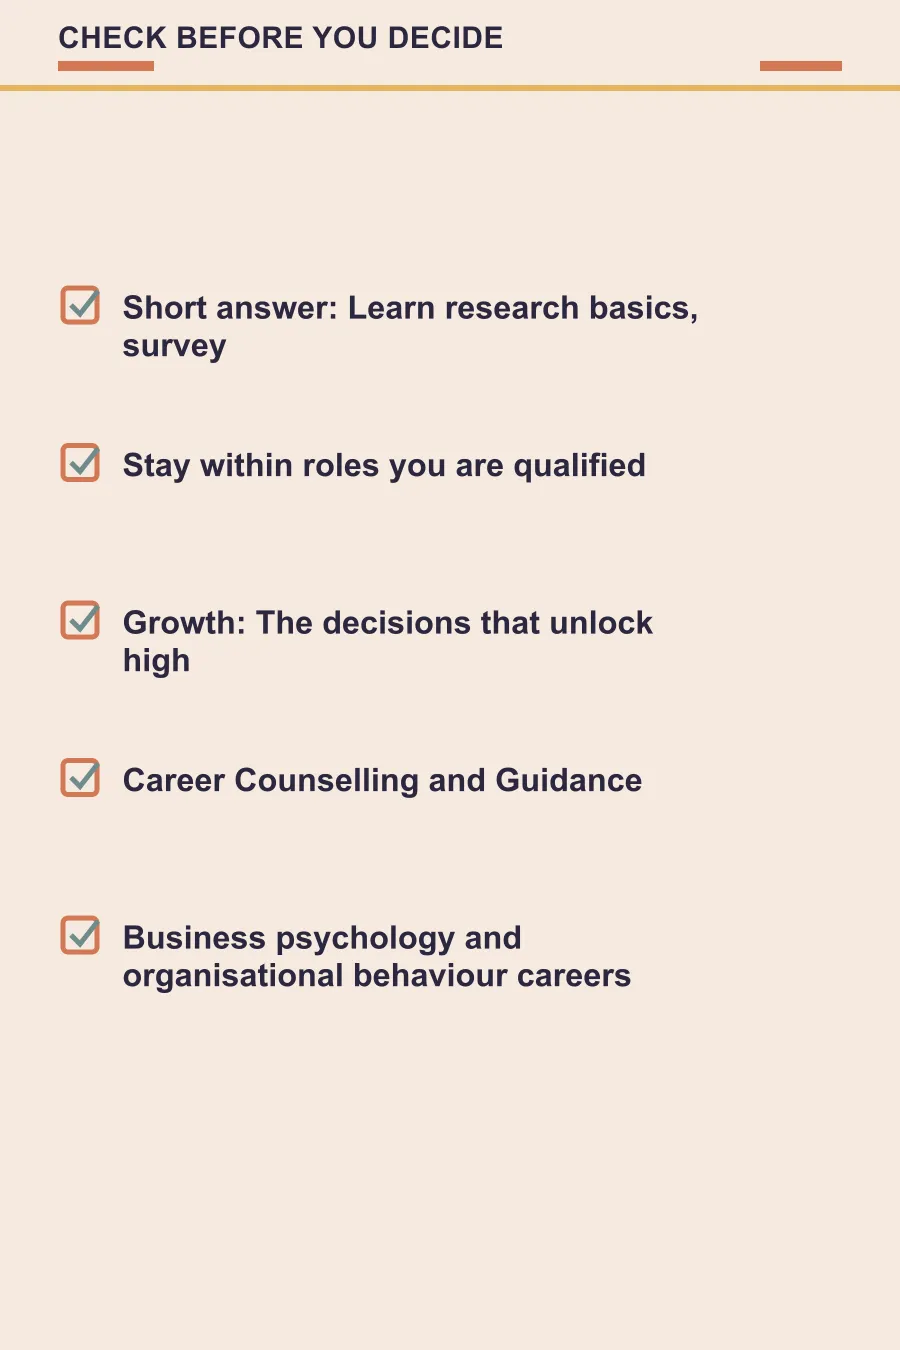 CHECK BEFORE YOU DECIDE
Short answer: Learn research basics,
survey
Stay within roles you are qualified
Growth: The decisions that unlock
high
Career Counselling and Guidance
Business psychology and
organisational behaviour careers